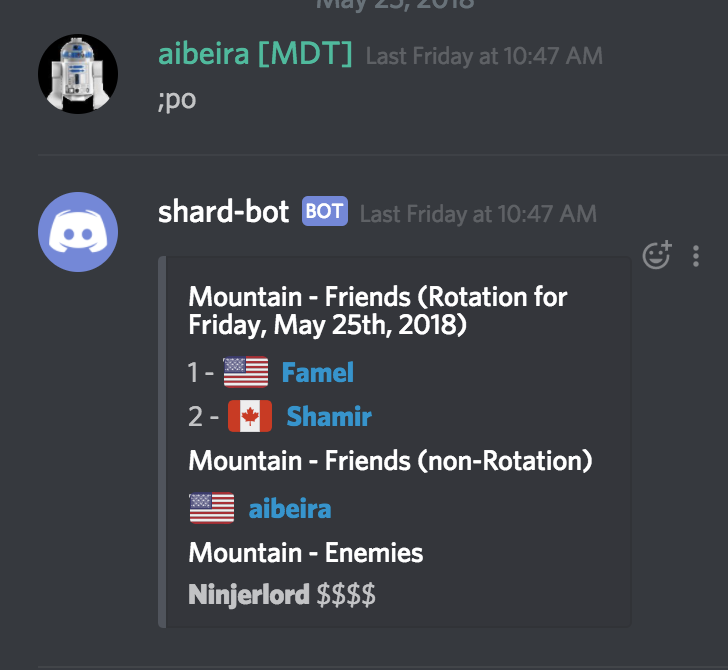 May 25, 2018
aibeira [MDT] Last Friday at 10:47 AM
;po
shard-bot BOT Last Friday at 10:47 AM
Mountain - Friends (Rotation for
Friday, May 25th, 2018)
1 - Famel
2 - Shamir
Mountain - Friends (non-Rotation)
aibeira
Mountain - Enemies
Ninjerlord $$$$